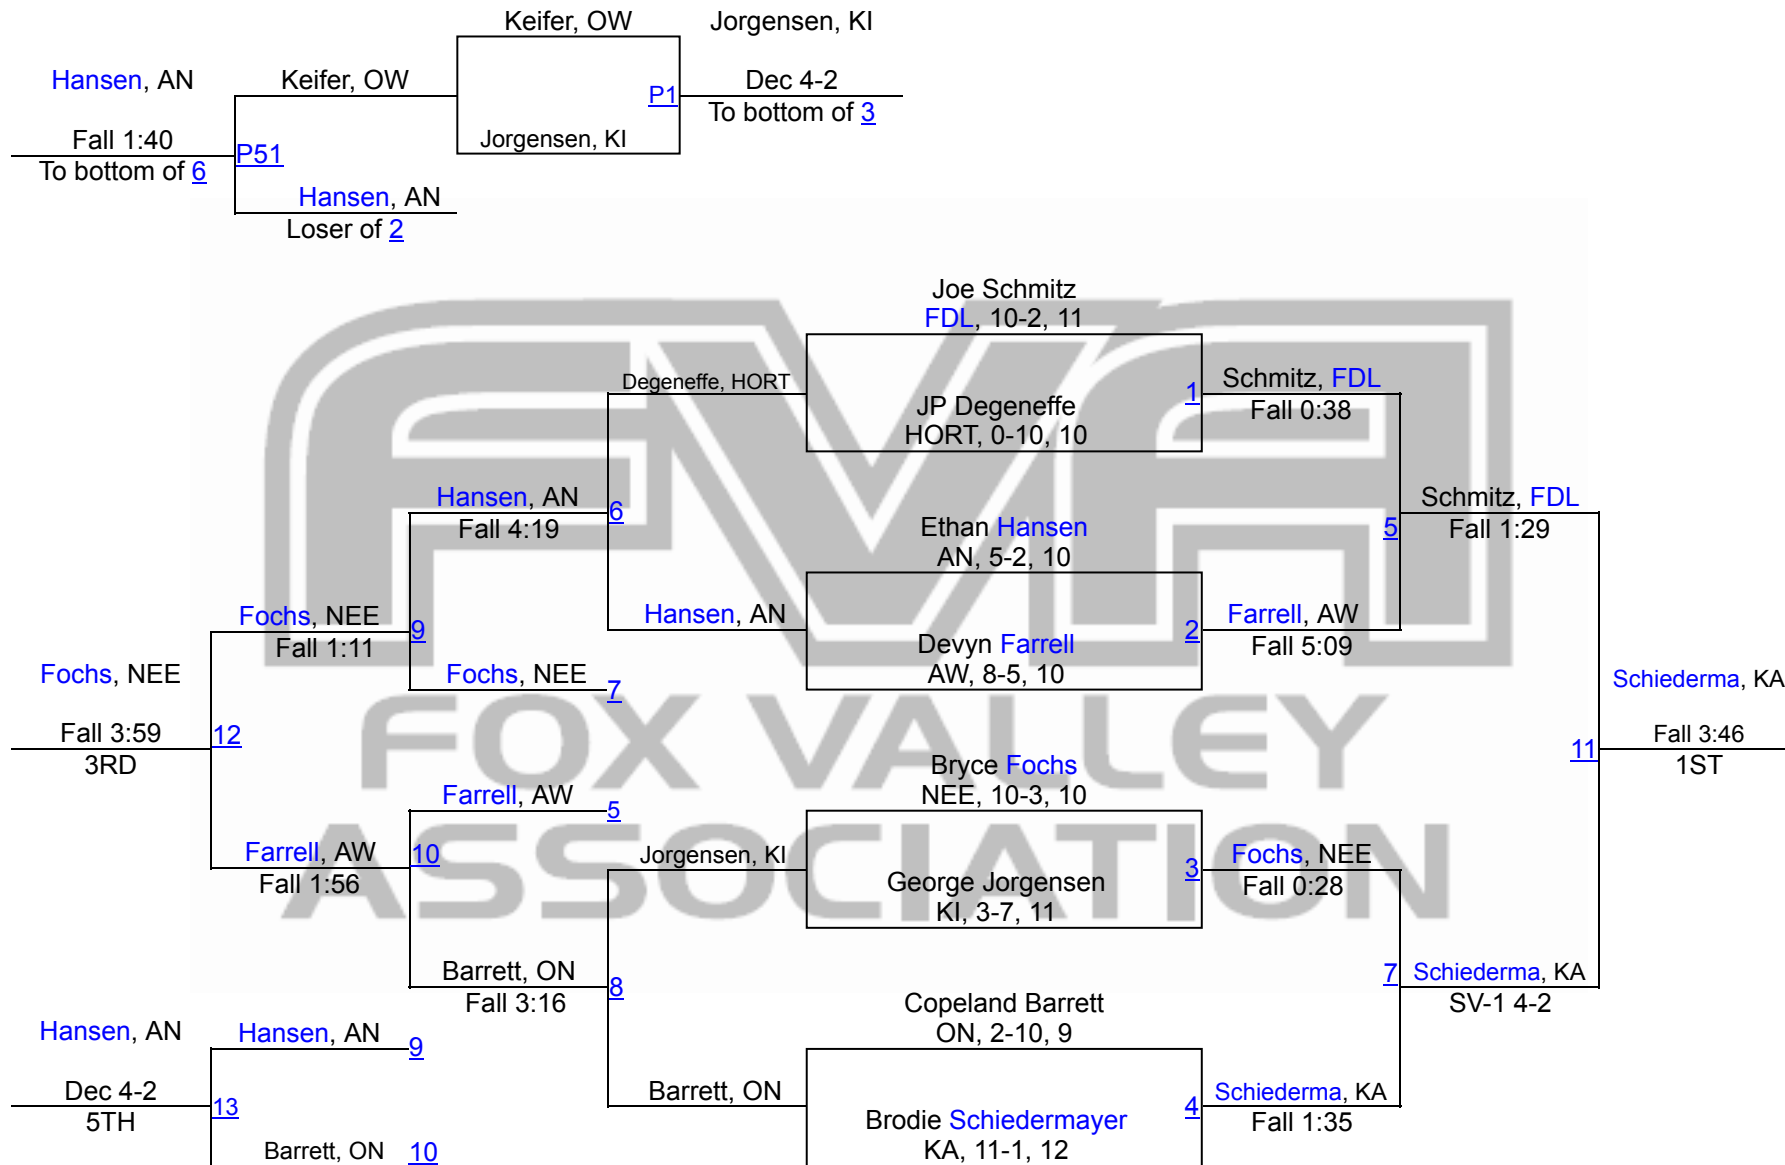 Keifer, OW
Jorgensen, KI
Hansen, AN
Keifer, OW
P1
Dec 4-2
To bottom of 3
Fall 1:40
To bottom of 6
P51
Jorgensen, KI
Hansen, AN
Loser of 2
Joe Schmitz
FDL, 10-2, 11
Degeneffe, HORT
1
Schmitz, FDL
Fall 0:38
JP Degeneffe
HORT, 0-10, 10
Hansen, AN
Fall 4:19
6
Ethan Hansen
AN, 5-2, 10
5
Schmitz, FDL
Fall 1:29
Fochs, NEE
Fall 1:11
9
Hansen, AN
Devyn Farrell
AW, 8-5, 10
2
Farrell, AW
Fall 5:09
Fochs, NEE
Fochs, NEE
7
Schiederma, KA
Fall 3:59
3RD
12
FOX VALLEY
11
Fall 3:46
1ST
Bryce Fochs
NEE, 10-3, 10
Farrell, AW
5
ASSOCIATION
Farrell, AW
Fall 1:56
10
Jorgensen, KI
George Jorgensen
KI, 3-7, 11
3
Fochs, NEE
Fall 0:28
Barrett, ON
Fall 3:16
8
7
Schiederma, KA
SV-1 4-2
Copeland Barrett
ON, 2-10, 9
Hansen, AN
Hansen, AN
9
Dec 4-2
5TH
13
Barrett, ON
Brodie Schiedermayer
KA, 11-1, 12
4
Schiederma, KA
Fall 1:35
Barrett, ON
10
FVA